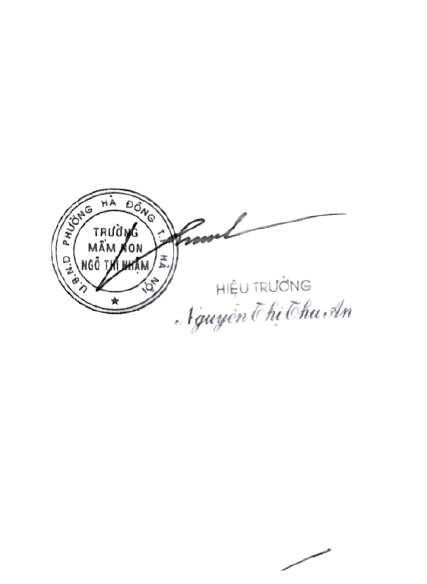 U.B.N.D PHƯỜNG HÀ ĐÔNG T.P HÀ NỘI
TRƯỜNG
MẦM NON
NGÔ THÌ NHẬM
HIỆU TRƯỞNG
Nguyễn Thị Thu An